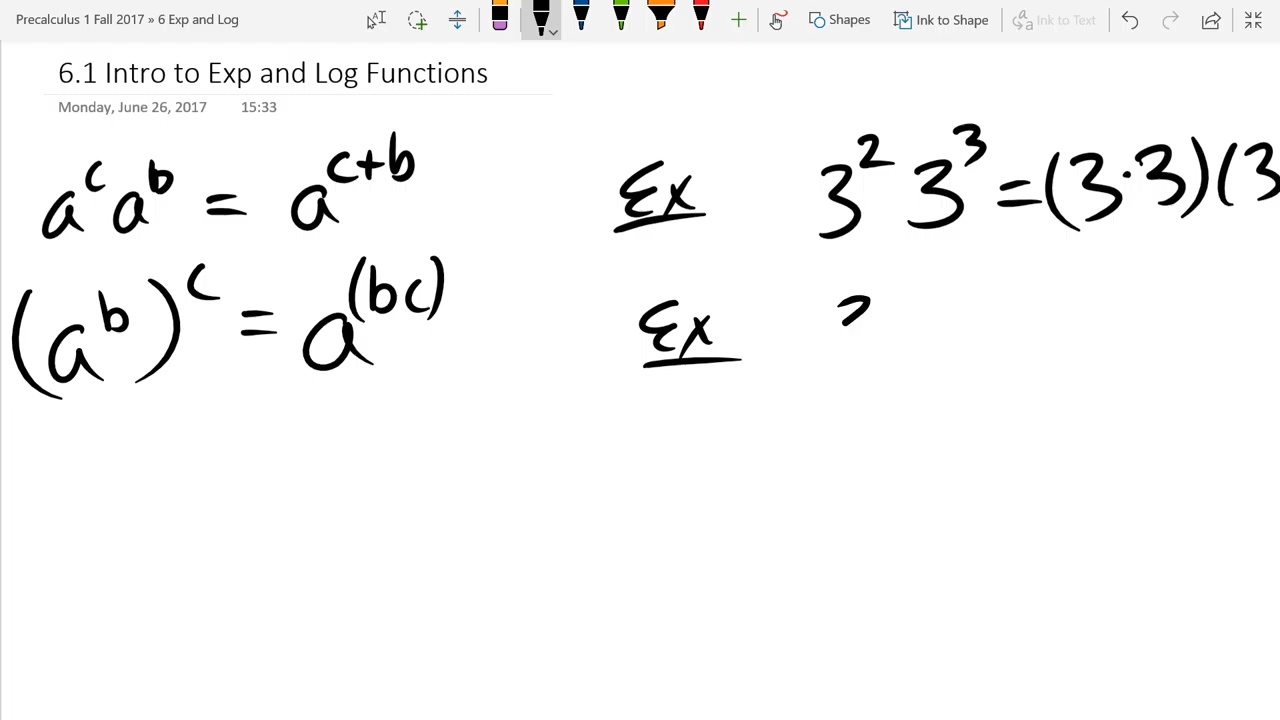 Precalculus 1 Fall 2017 » 6 Exp and Log
Shapes
Ink to Shape
Ink to Text
6.1 Intro to Exp and Log Functions
Monday, June 26, 2017 15:33
a^c a^b = a^{c+b} Ex 3^2 3^3 = (3·3)(3
(a^b)^c = a^{(bc)} Ex